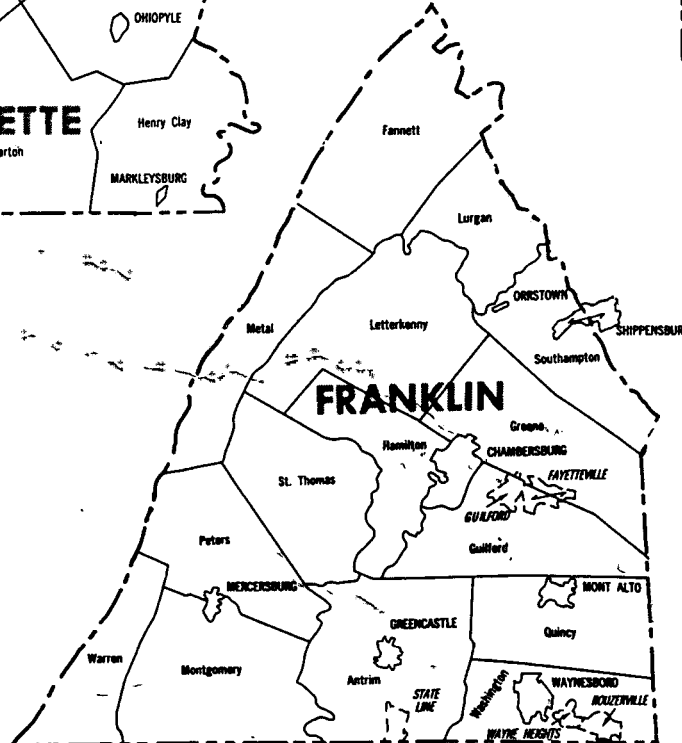 OHIOPYLE
ETTE
Henry Clay
arton
MARKLEYSBURG
Fannett
Lurgan
ORRSTOWN
SHIPPENSBUR
Metal
Letterkenny
Southampton
FRANKLIN
Greene
Hamilton
CHAMBERSBURG
St. Thomas
FAYETTEVILLE
GUILFORD
Guilford
Peters
MERCERSBURG
MONT ALTO
GREENCASTLE
Quincy
Warren
Montgomery
Antrim
STATE
LINE
Washington
WAYNESBORO
ROUZERVILLE
WAYNE HEIGHTS